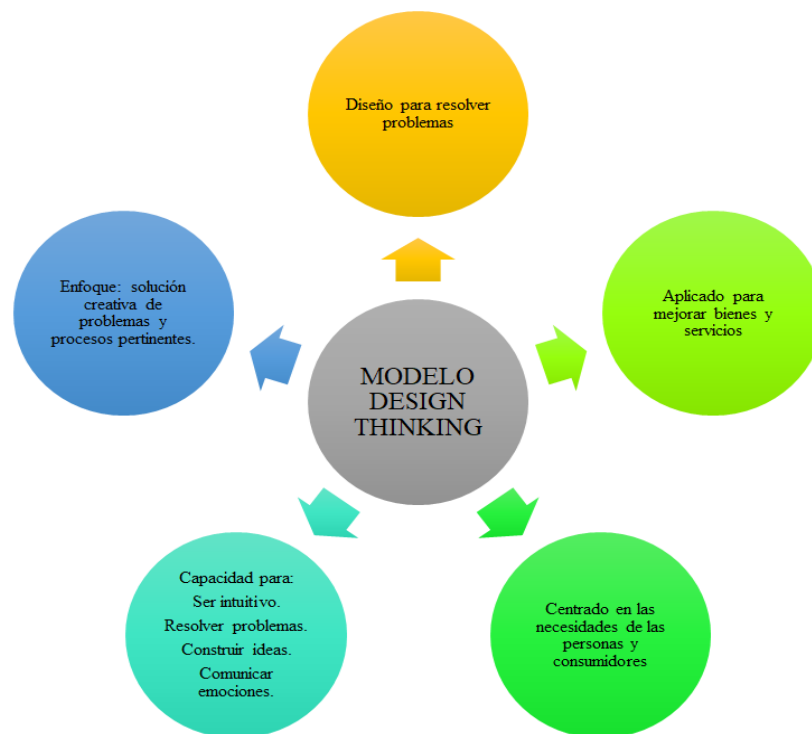 Diseño para resolver
problemas
Enfoque: solución
creativa de
problemas y
procesos pertinentes.
Aplicado para
mejorar bienes y
servicios
MODELO
DESIGN
THINKING
Capacidad para:
Ser intuitivo.
Resolver problemas.
Construir ideas.
Comunicar
emociones.
Centrado en las
necesidades de las
personas y
consumidores